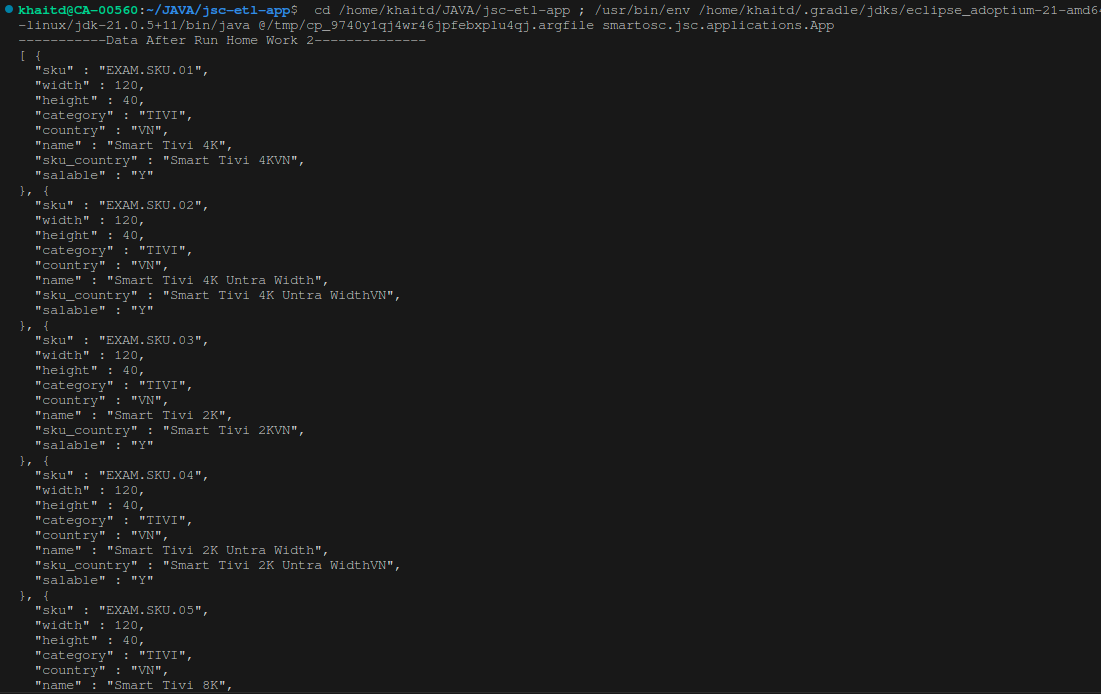 khaitd@CA-00560:~/JAVA/jsc-etl-app$ cd /home/khaitd/JAVA/jsc-etl-app ; /usr/bin/env /home/khaitd/.gradle/jdks/eclipse_adoptium-21-amd64
-linux/jdk-21.0.5+11/bin/java @/tmp/cp_9740y1qj4wr46jpfebxplu4qj.argfile smartosc.jsc.applications.App
-----------Data After Run Home Work 2--------------
[ {
  "sku" : "EXAM.SKU.01",
  "width" : 120,
  "height" : 40,
  "category" : "TIVI",
  "country" : "VN",
  "name" : "Smart Tivi 4K",
  "sku_country" : "Smart Tivi 4KVN",
  "salable" : "Y"
}, {
  "sku" : "EXAM.SKU.02",
  "width" : 120,
  "height" : 40,
  "category" : "TIVI",
  "country" : "VN",
  "name" : "Smart Tivi 4K Untra Width",
  "sku_country" : "Smart Tivi 4K Untra WidthVN",
  "salable" : "Y"
}, {
  "sku" : "EXAM.SKU.03",
  "width" : 120,
  "height" : 40,
  "category" : "TIVI",
  "country" : "VN",
  "name" : "Smart Tivi 2K",
  "sku_country" : "Smart Tivi 2KVN",
  "salable" : "Y"
}, {
  "sku" : "EXAM.SKU.04",
  "width" : 120,
  "height" : 40,
  "category" : "TIVI",
  "country" : "VN",
  "name" : "Smart Tivi 2K Untra Width",
  "sku_country" : "Smart Tivi 2K Untra WidthVN",
  "salable" : "Y"
}, {
  "sku" : "EXAM.SKU.05",
  "width" : 120,
  "height" : 40,
  "category" : "TIVI",
  "country" : "VN",
  "name" : "Smart Tivi 8K",